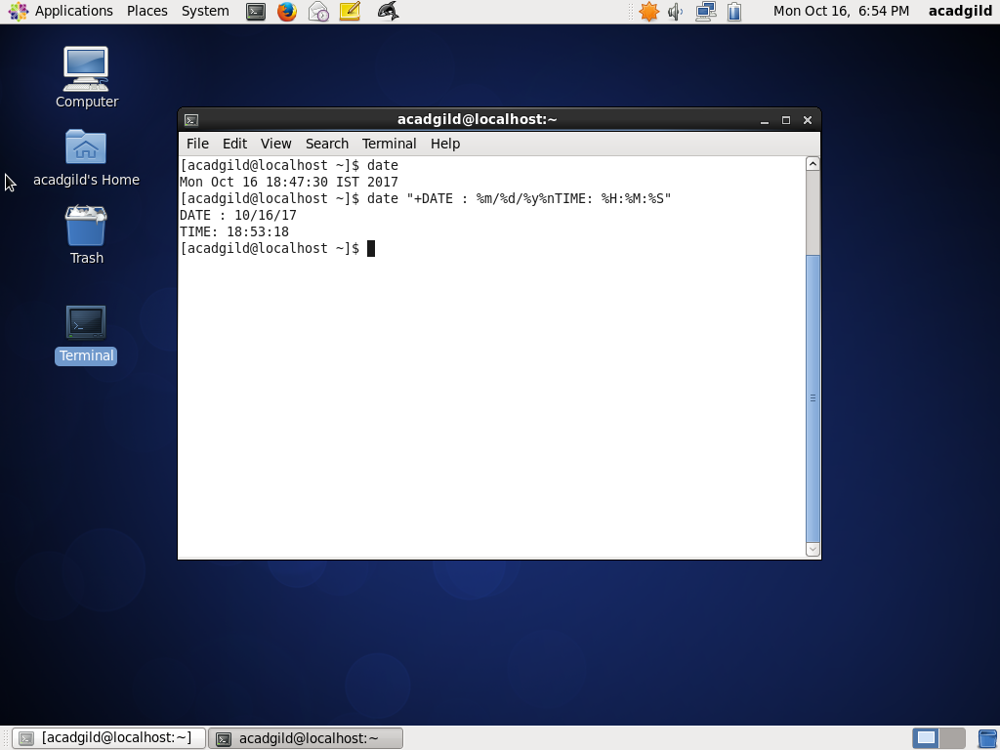 Applications Places System Mon Oct 16, 6:54 PM acadgild
Computer
acadgild's Home
Trash
Terminal
acadgild@localhost:~
File Edit View Search Terminal Help
[acadgild@localhost ~]$ date
Mon Oct 16 18:47:30 IST 2017
[acadgild@localhost ~]$ date "+DATE : %m/%d/%y%nTIME: %H:%M:%S"
DATE : 10/16/17
TIME: 18:53:18
[acadgild@localhost ~]$
[acadgild@localhost:~] acadgild@localhost:~